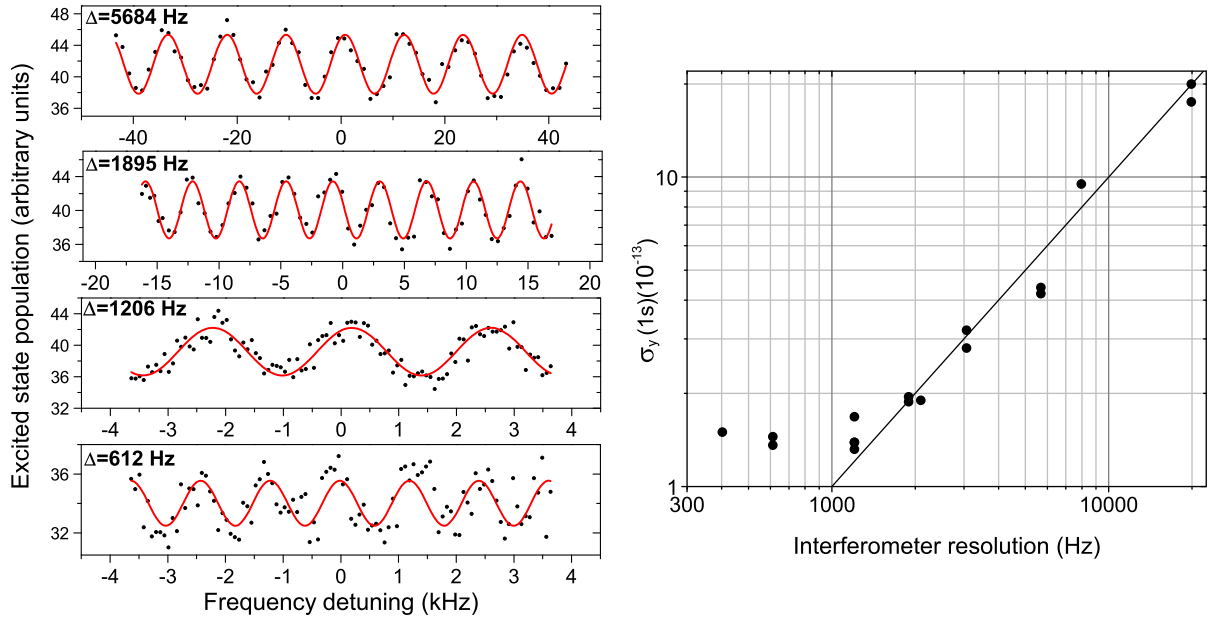 Excited state population (arbitrary units)
Δ=5684 Hz
48
44
40
36
-40 -20 0 20 40
Δ=1895 Hz
44
40
36
-20 -15 -10 -5 0 5 10 15 20
Δ=1206 Hz
44
40
36
32
-4 -3 -2 -1 0 1 2 3 4
Δ=612 Hz
36
32
-4 -3 -2 -1 0 1 2 3 4
Frequency detuning (kHz)
σy (1s)(10-13)
10
1
300 1000 10000
Interferometer resolution (Hz)